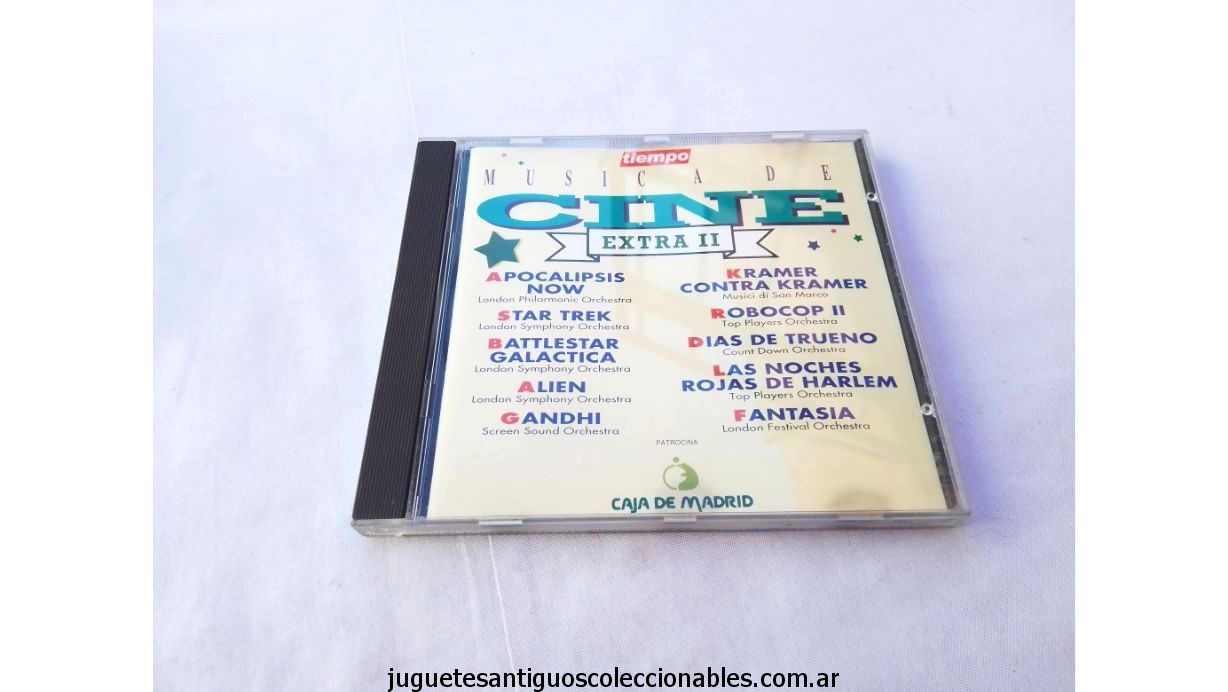 tiempo
MUSICA DE
CINE
EXTRA II
APOCALIPSIS
NOW
London Philarmonic Orchestra
STAR TREK
London Symphony Orchestra
BATTLESTAR
GALACTICA
London Symphony Orchestra
ALIEN
London Symphony Orchestra
GANDHI
Screen Sound Orchestra
KRAMER
CONTRA KRAMER
Musici di San Marco
ROBOCOP II
Top Players Orchestra
DIAS DE TRUENO
Count Down Orchestra
LAS NOCHES
ROJAS DE HARLEM
Top Players Orchestra
FANTASIA
London Festival Orchestra
PATROCINA
CAJA DE MADRID
juguetesantiguoscoleccionables.com.ar